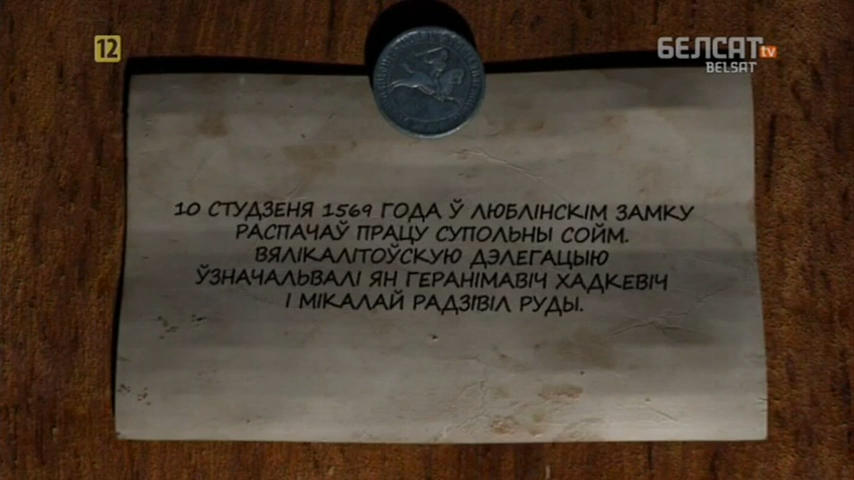 12
БЕЛСАТ tv
BELSAT
10 СТУДЗЕНЯ 1569 ГОДА Ў ЛЮБЛІНСКІМ ЗАМКУ
РАСПАЧАЎ ПРАЦУ СУПОЛЬНЫ СОЙМ.
ВЯЛІКАЛІТОЎСКУЮ ДЭЛЕГАЦЫЮ
ЎЗНАЧАЛЬВАЛІ ЯН ГЕРАНІМАВІЧ ХАДКЕВІЧ
І МІКАЛАЙ РАДЗІВІЛ РУДЫ.